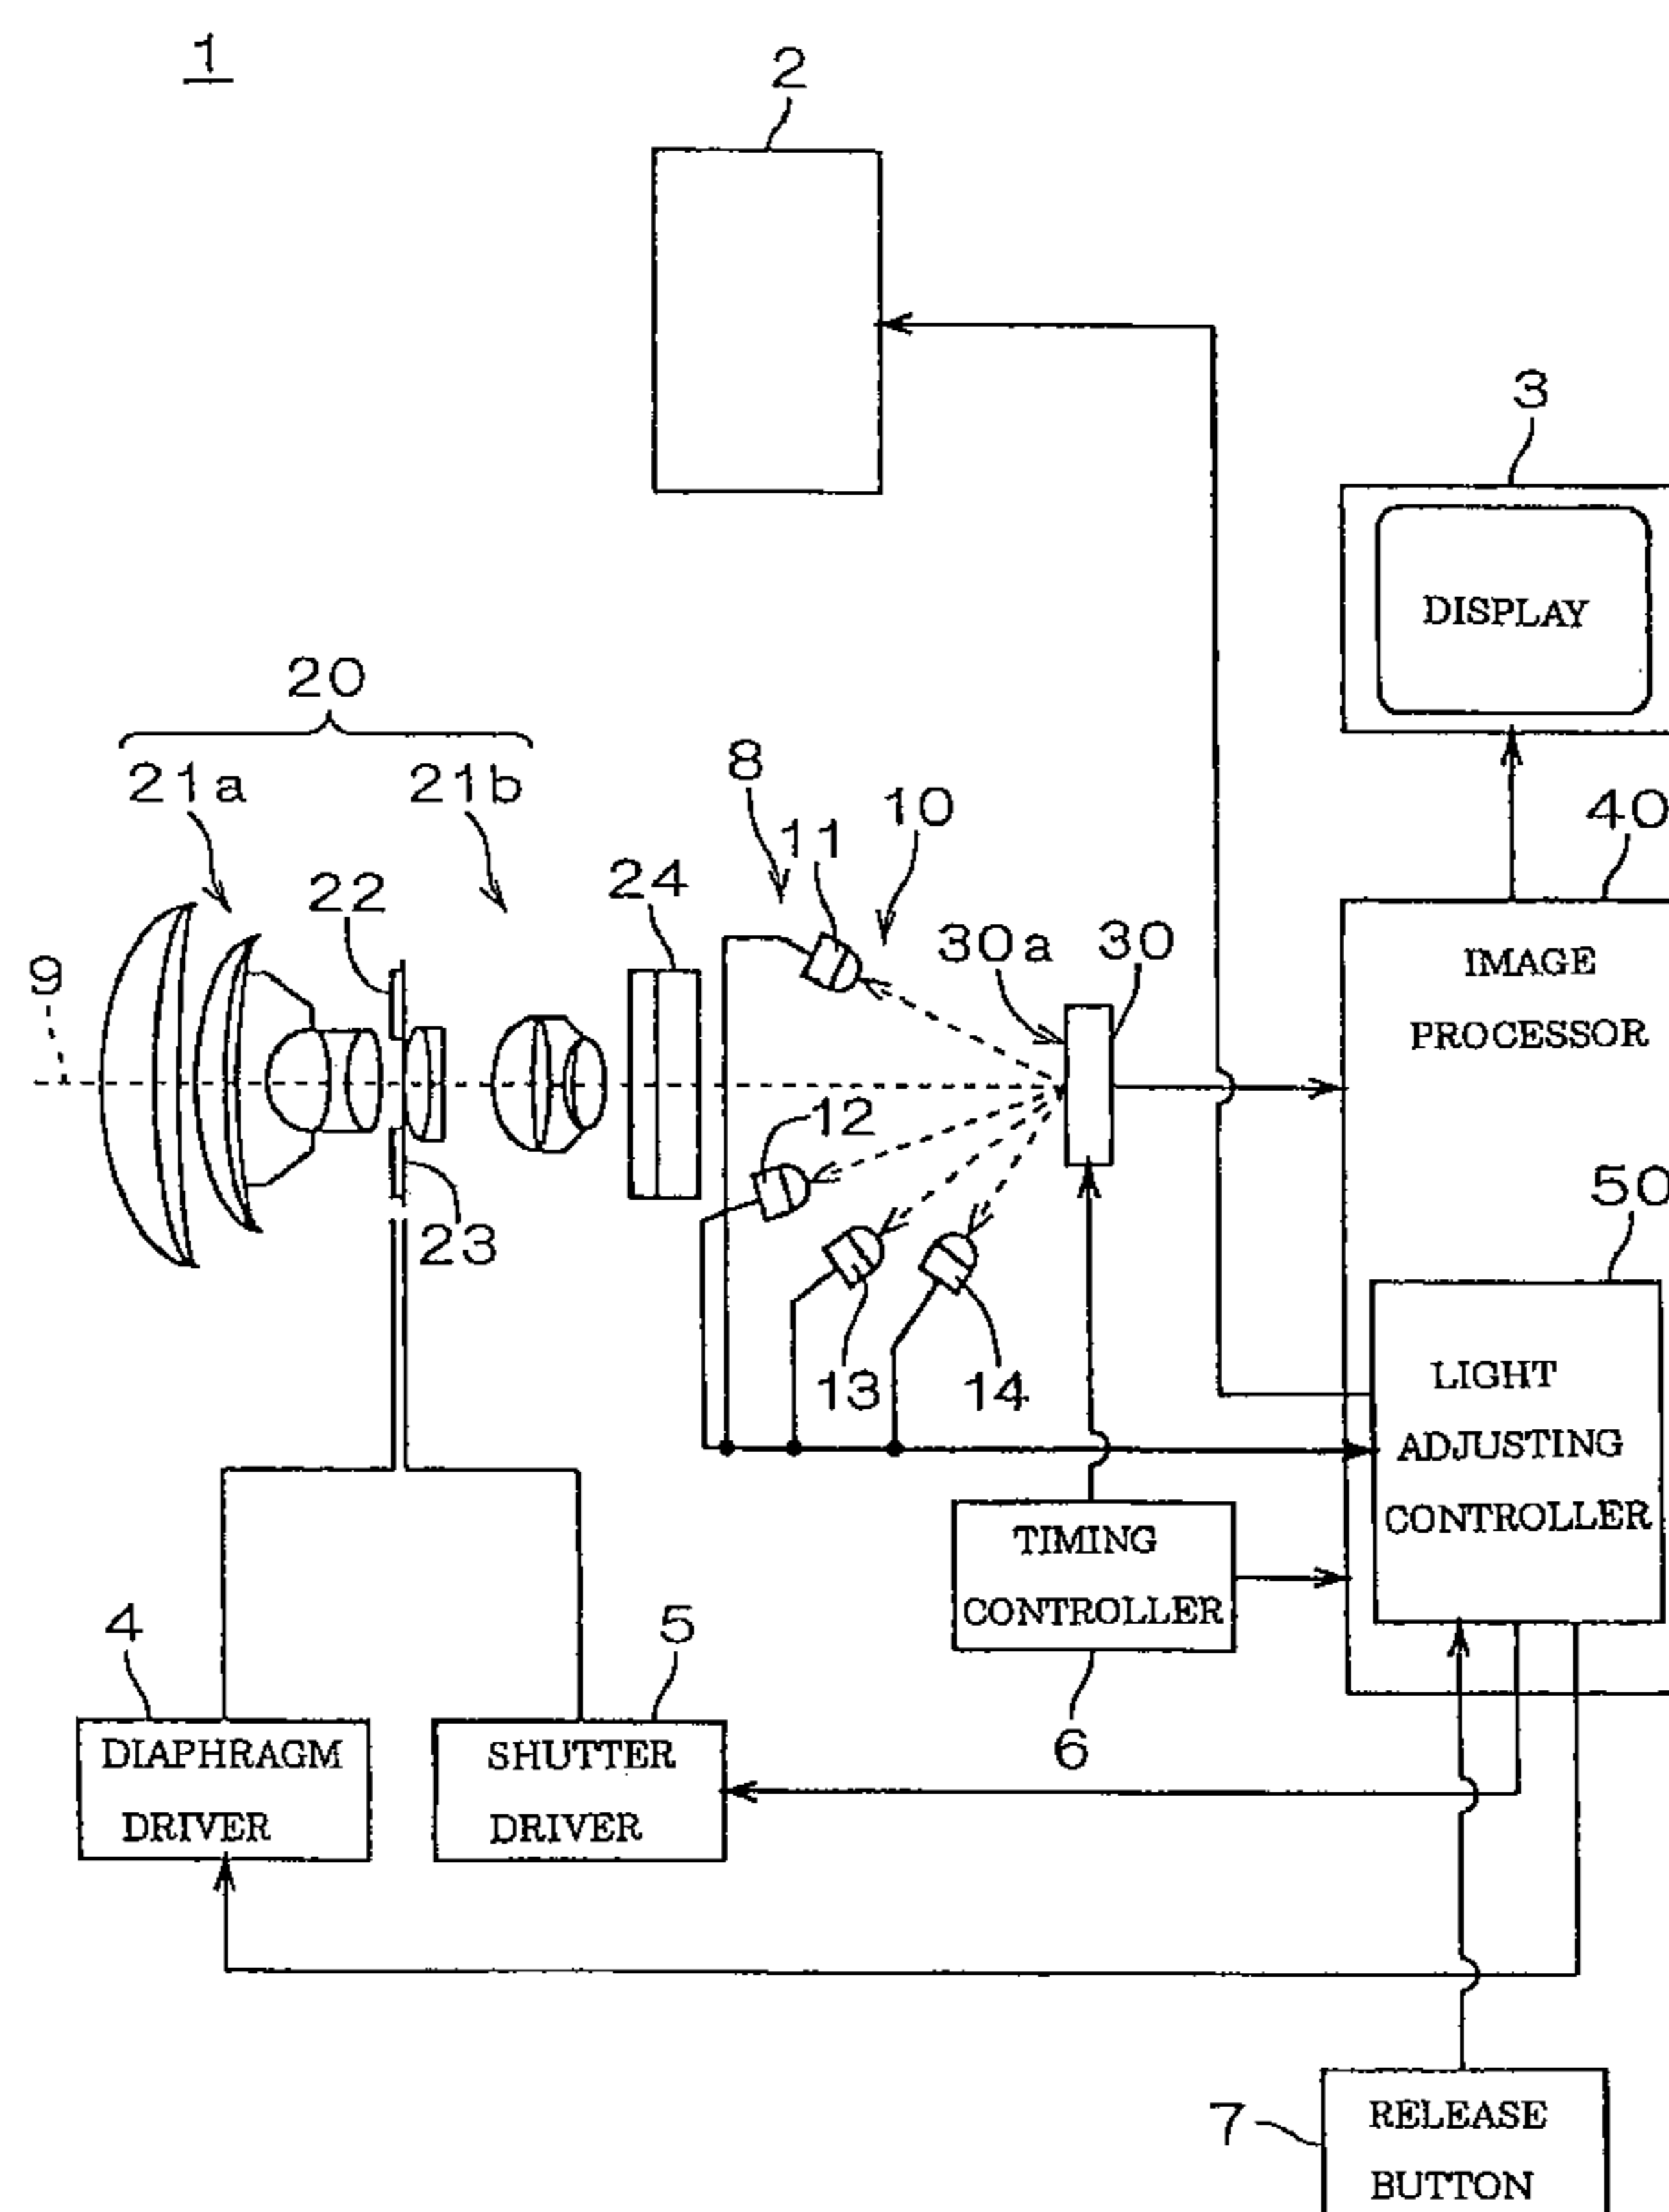 1
2
3
DISPLAY
20
21a
21b
8
11
10
40
24
22
30a
30
9
IMAGE
PROCESSOR
12
23
50
13
14
LIGHT
ADJUSTING
CONTROLLER
TIMING
CONTROLLER
4
5
6
DIAPHRAGM
DRIVER
SHUTTER
DRIVER
7
RELEASE
BUTTON